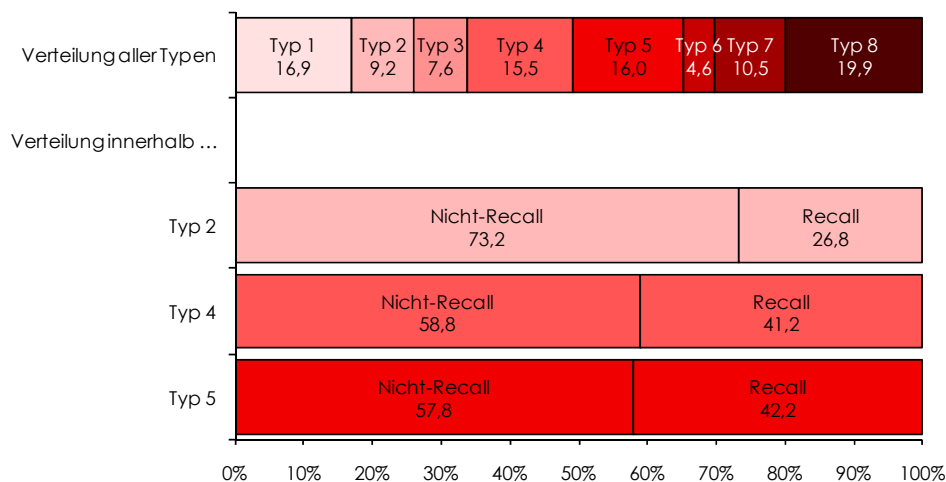 Verteilung aller Typen
Typ 1 Typ 2 Typ 3 Typ 4 Typ 5 Typ 6 Typ 7 Typ 8
16,9 9,2 7,6 15,5 16,0 4,6 10,5 19,9
Verteilung innerhalb …
Typ 2
Nicht-Recall Recall
73,2 26,8
Typ 4
Nicht-Recall Recall
58,8 41,2
Typ 5
Nicht-Recall Recall
57,8 42,2
0% 10% 20% 30% 40% 50% 60% 70% 80% 90% 100%